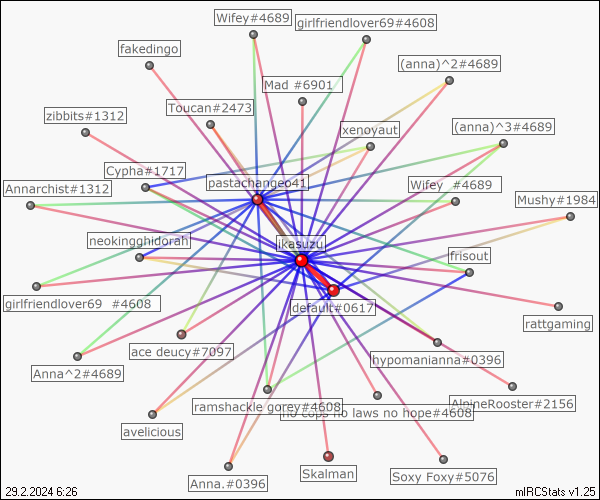 Wifey#4689
girlfriendlover69#4608
fakedingo
(anna)^2#4689
Mad #6901
Toucan#2473
zibbits#1312
xenoyaut
(anna)^3#4689
Cypha#1717
pastachangeo41
Annarchist#1312
Wifey_#4689
Mushy#1984
neokingghidorah
ikasuzu
frisout
girlfriendlover69 #4608
default#0617
rattgaming
ace deucy#7097
hypomanianna#0396
Anna^2#4689
ramshackle gorey#4608
AlpineRooster#2156
no cops no laws no hope#4608
avelicious
Anna.#0396
Skalman
Soxy Foxy#5076
29.2.2024 6:26
mIRCStats v1.25